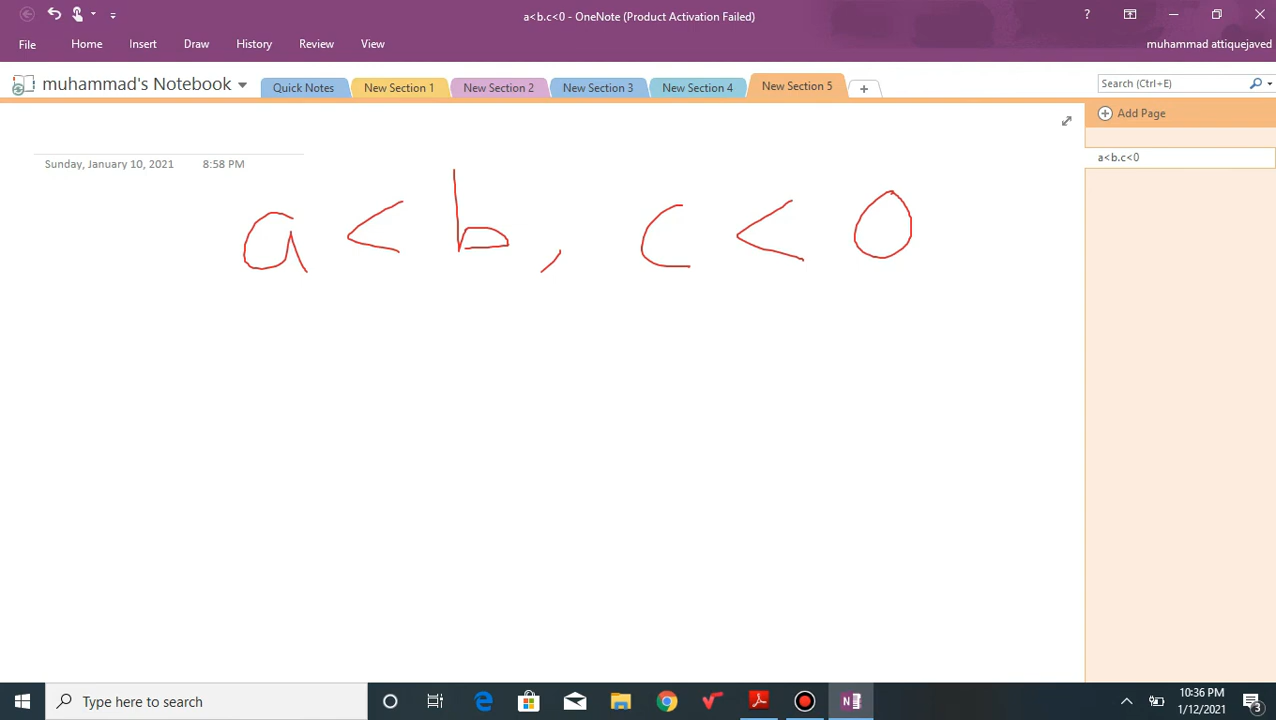 a<b.c<0 - OneNote (Product Activation Failed)
? 
File Home Insert Draw History Review View muhammad attiquejaved
muhammad's Notebook Quick Notes New Section 1 New Section 2 New Section 3 New Section 4 New Section 5 + Search (Ctrl+E)
Add Page
a<b.c<0
Sunday, January 10, 2021 8:58 PM
a < b , c < 0
Type here to search
10:36 PM
1/12/2021
3